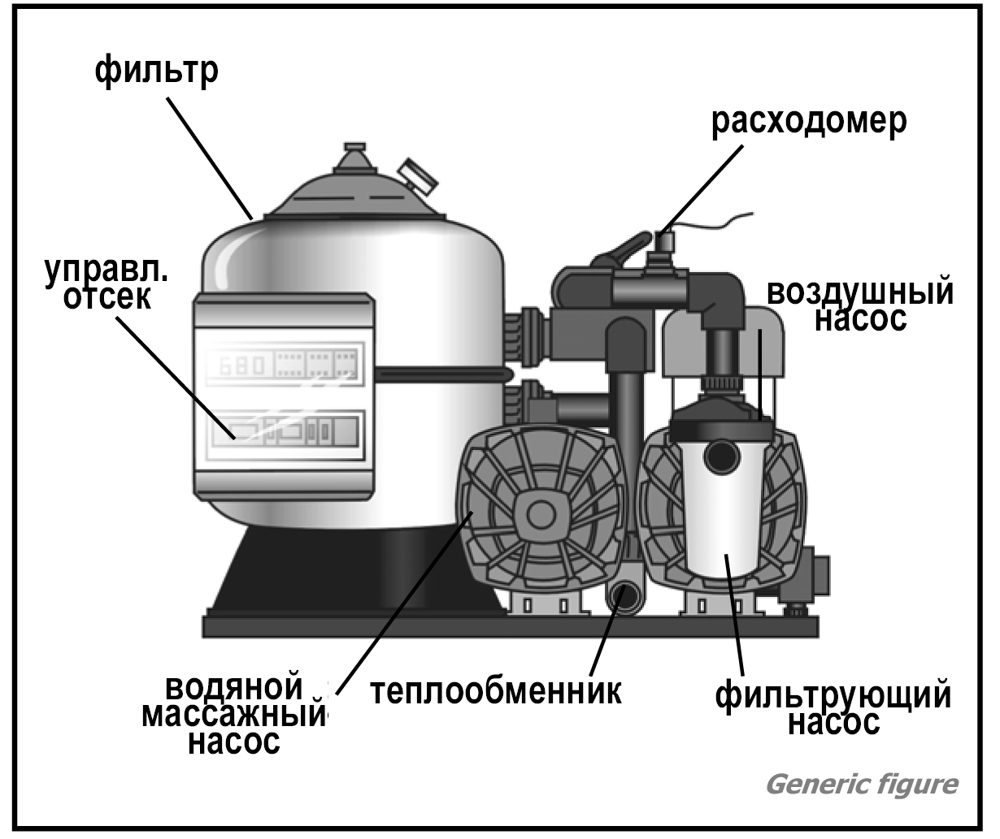 фильтр
расходомер
управл.
отсек
воздушный
насос
680
водяной
массажный
насос
теплообменник
фильтрующий
насос
Generic figure